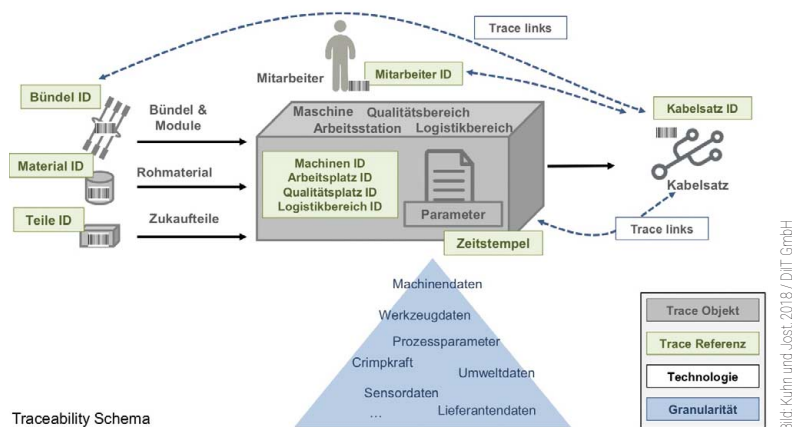 Trace links
Mitarbeiter
Mitarbeiter ID
Bündel ID
Bündel &
Module
Material ID
Rohmaterial
Teile ID
Zukaufteile
Maschine Qualitätsbereich
Arbeitsstation Logistikbereich
Machinen ID
Arbeitsplatz ID
Qualitätsplatz ID
Logistikbereich ID
Parameter
Zeitstempel
Kabelsatz ID
Kabelsatz
Trace links
Machinendaten
Werkzeugdaten
Prozessparameter
Crimpkraft
Umweltdaten
Sensordaten
... Lieferantendaten
Trace Objekt
Trace Referenz
Technologie
Granularität
Traceability Schema
Bild: Kuhn und Jost, 2018 / DiIT GmbH